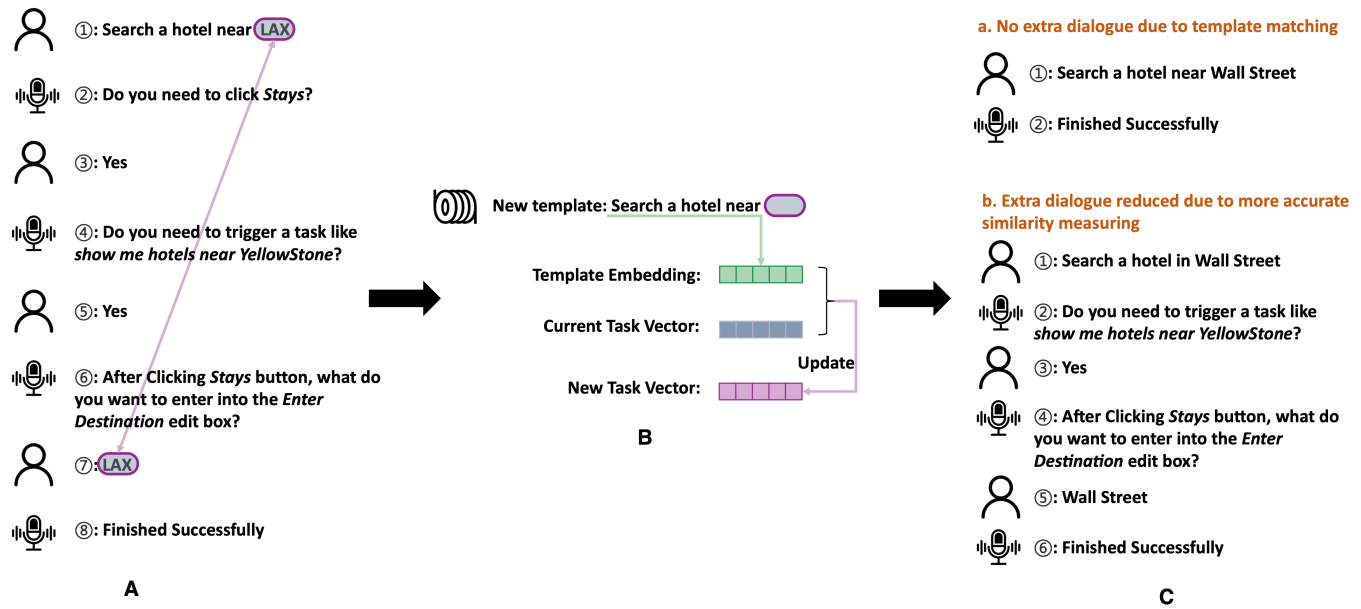 ①: Search a hotel near LAX
②: Do you need to click Stays?
③: Yes
④: Do you need to trigger a task like
show me hotels near YellowStone?
⑤: Yes
⑥: After Clicking Stays button, what do
you want to enter into the Enter
Destination edit box?
⑦: LAX
⑧: Finished Successfully
A
New template: Search a hotel near
Template Embedding:
Current Task Vector:
Update
New Task Vector:
B
a. No extra dialogue due to template matching
①: Search a hotel near Wall Street
②: Finished Successfully
b. Extra dialogue reduced due to more accurate
similarity measuring
①: Search a hotel in Wall Street
②: Do you need to trigger a task like
show me hotels near YellowStone?
③: Yes
④: After Clicking Stays button, what do
you want to enter into the Enter
Destination edit box?
⑤: Wall Street
⑥: Finished Successfully
C